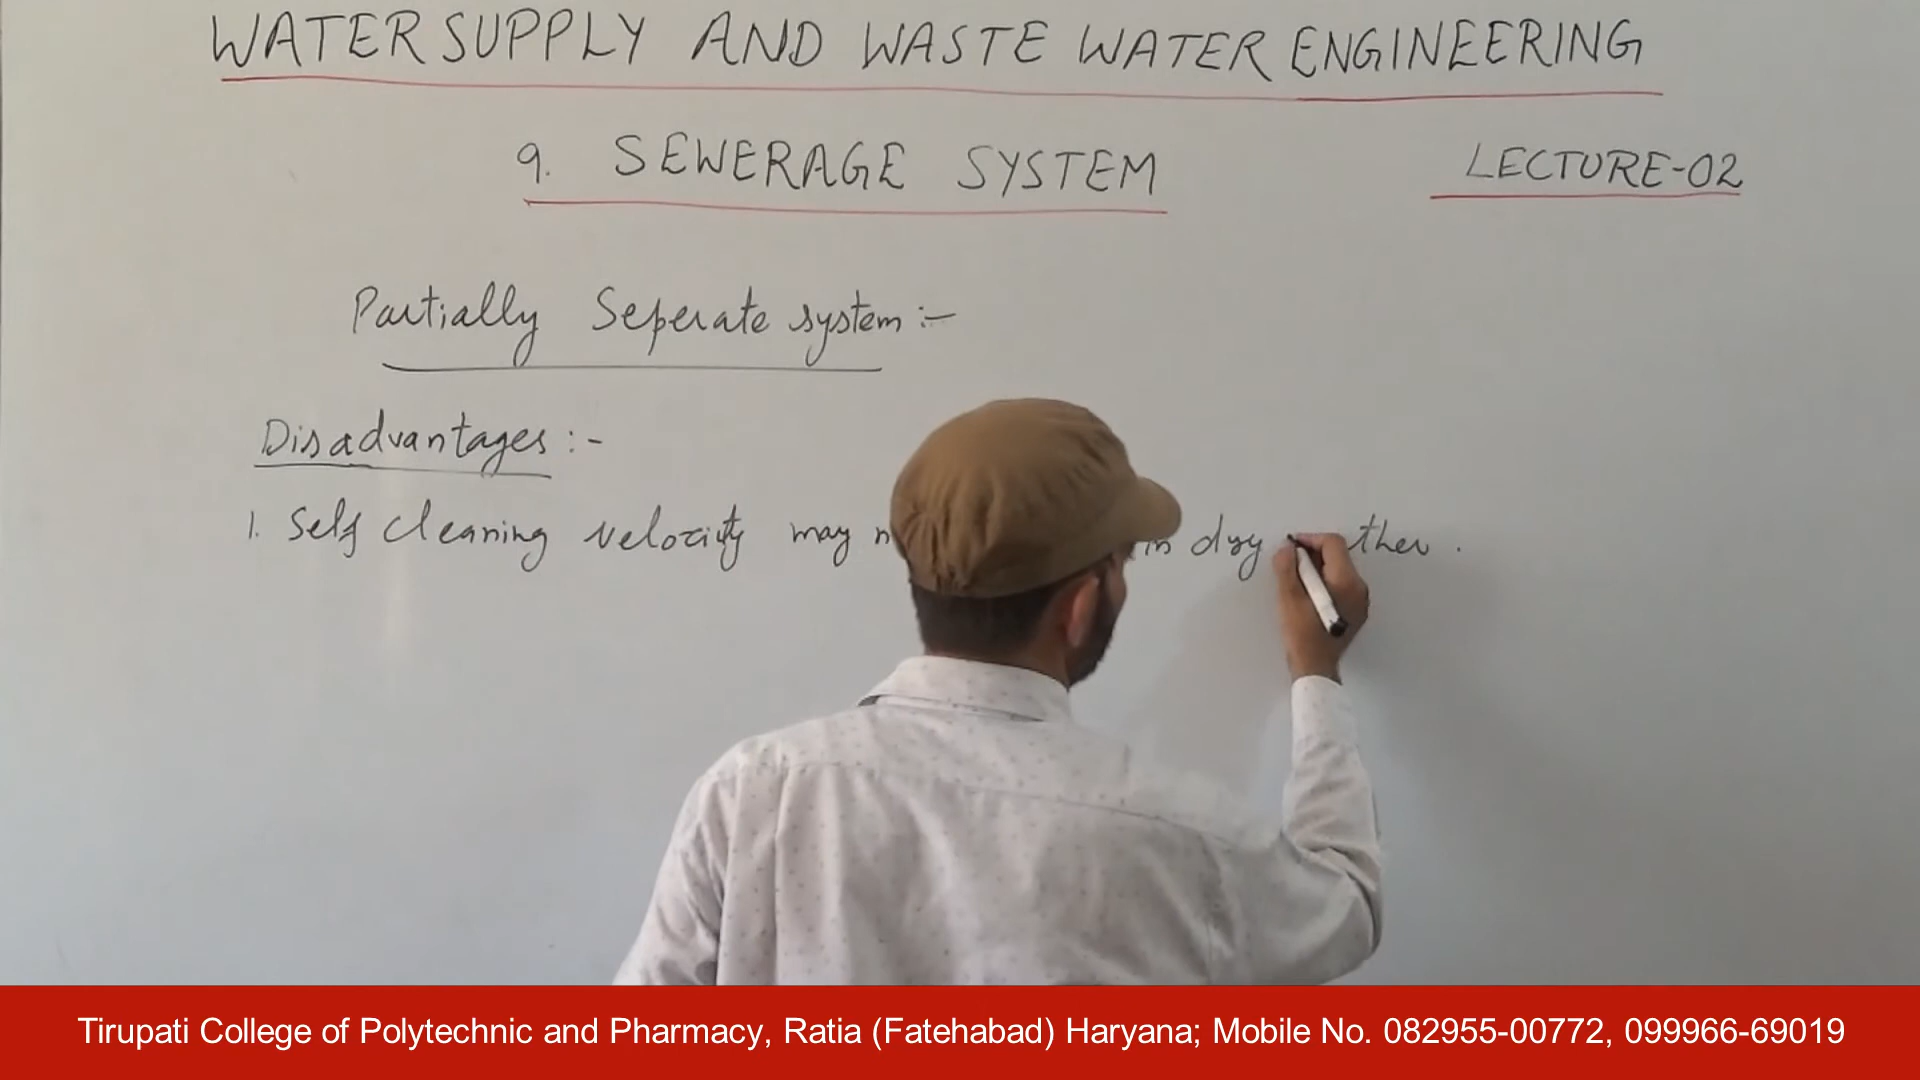 WATER SUPPLY AND WASTE WATER ENGINEERING
9. SEWERAGE SYSTEM
LECTURE-02
Partially Seperate system :-
Disadvantages :-
1. Self cleaning velocity may in dry .
Tirupati College of Polytechnic and Pharmacy, Ratia (Fatehabad) Haryana; Mobile No. 082955-00772, 099966-69019